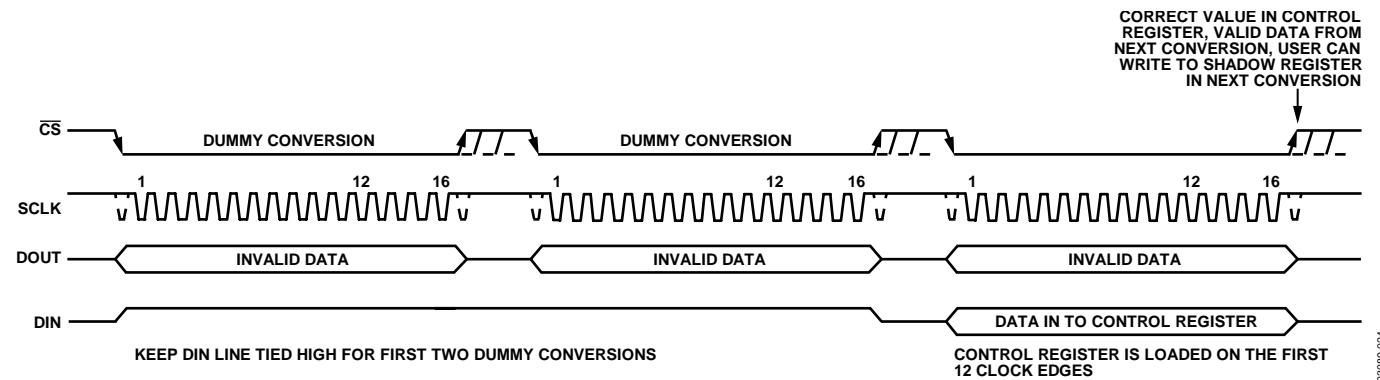 CORRECT VALUE IN CONTROL
REGISTER, VALID DATA FROM
NEXT CONVERSION, USER CAN
WRITE TO SHADOW REGISTER
IN NEXT CONVERSION
CS DUMMY CONVERSION DUMMY CONVERSION
1 12 16 1 12 16 1 12 16
SCLK
DOUT INVALID DATA INVALID DATA INVALID DATA
DIN DATA IN TO CONTROL REGISTER
KEEP DIN LINE TIED HIGH FOR FIRST TWO DUMMY CONVERSIONS
CONTROL REGISTER IS LOADED ON THE FIRST
12 CLOCK EDGES